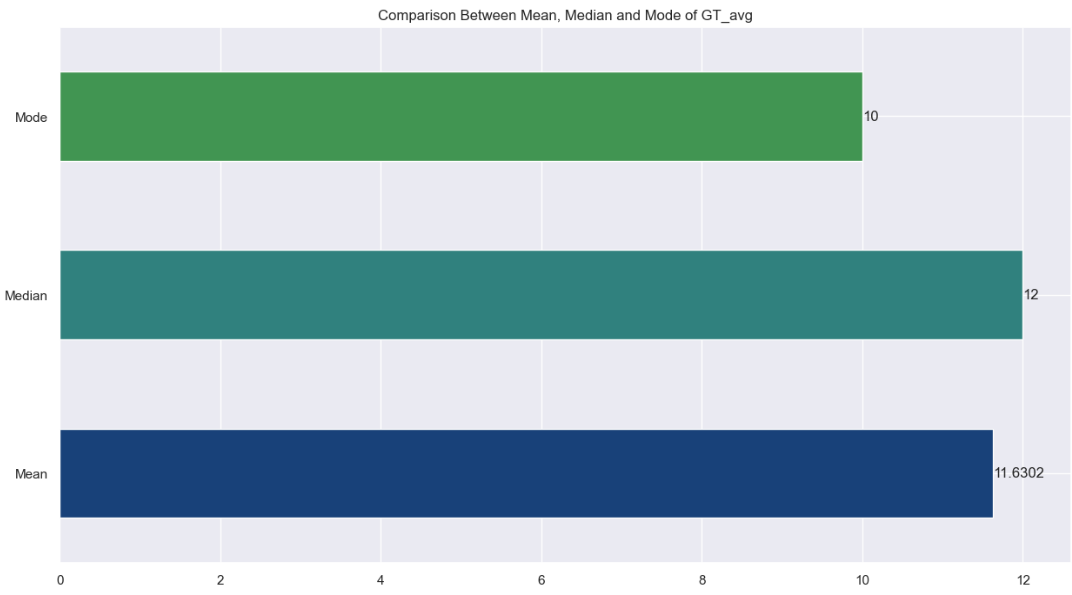 Comparison Between Mean, Median and Mode of GT_avg
Mode
10
Median
12
Mean
11.6302
0 2 4 6 8 10 12